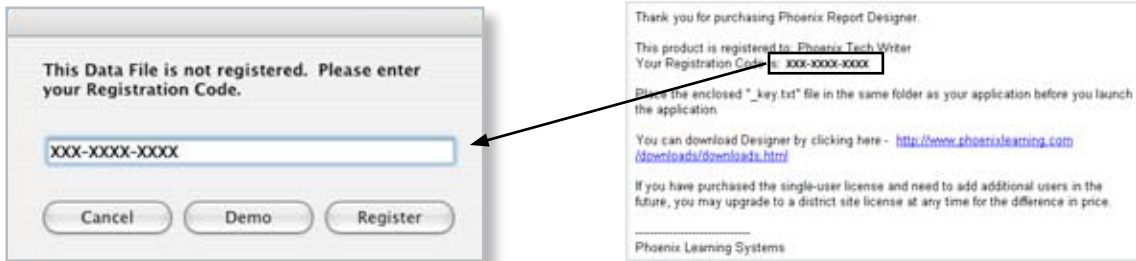 This Data File is not registered. Please enter
your Registration Code.
XXX-XXXX-XXXX
Cancel
Demo
Register
Thank you for purchasing Phoenix Report Designer.
This product is registered to: Phoenix Tech Writer
Your Registration Code is: XXX-XXXX-XXXX
Place the enclosed "_key.txt" file in the same folder as your application before you launch
the application.
You can download Designer by clicking here - http://www.phoenixlearning.com
/downloads/downloads.html
If you have purchased the single-user license and need to add additional users in the
future, you may upgrade to a district site license at any time for the difference in price.
----------------------------
Phoenix Learning Systems